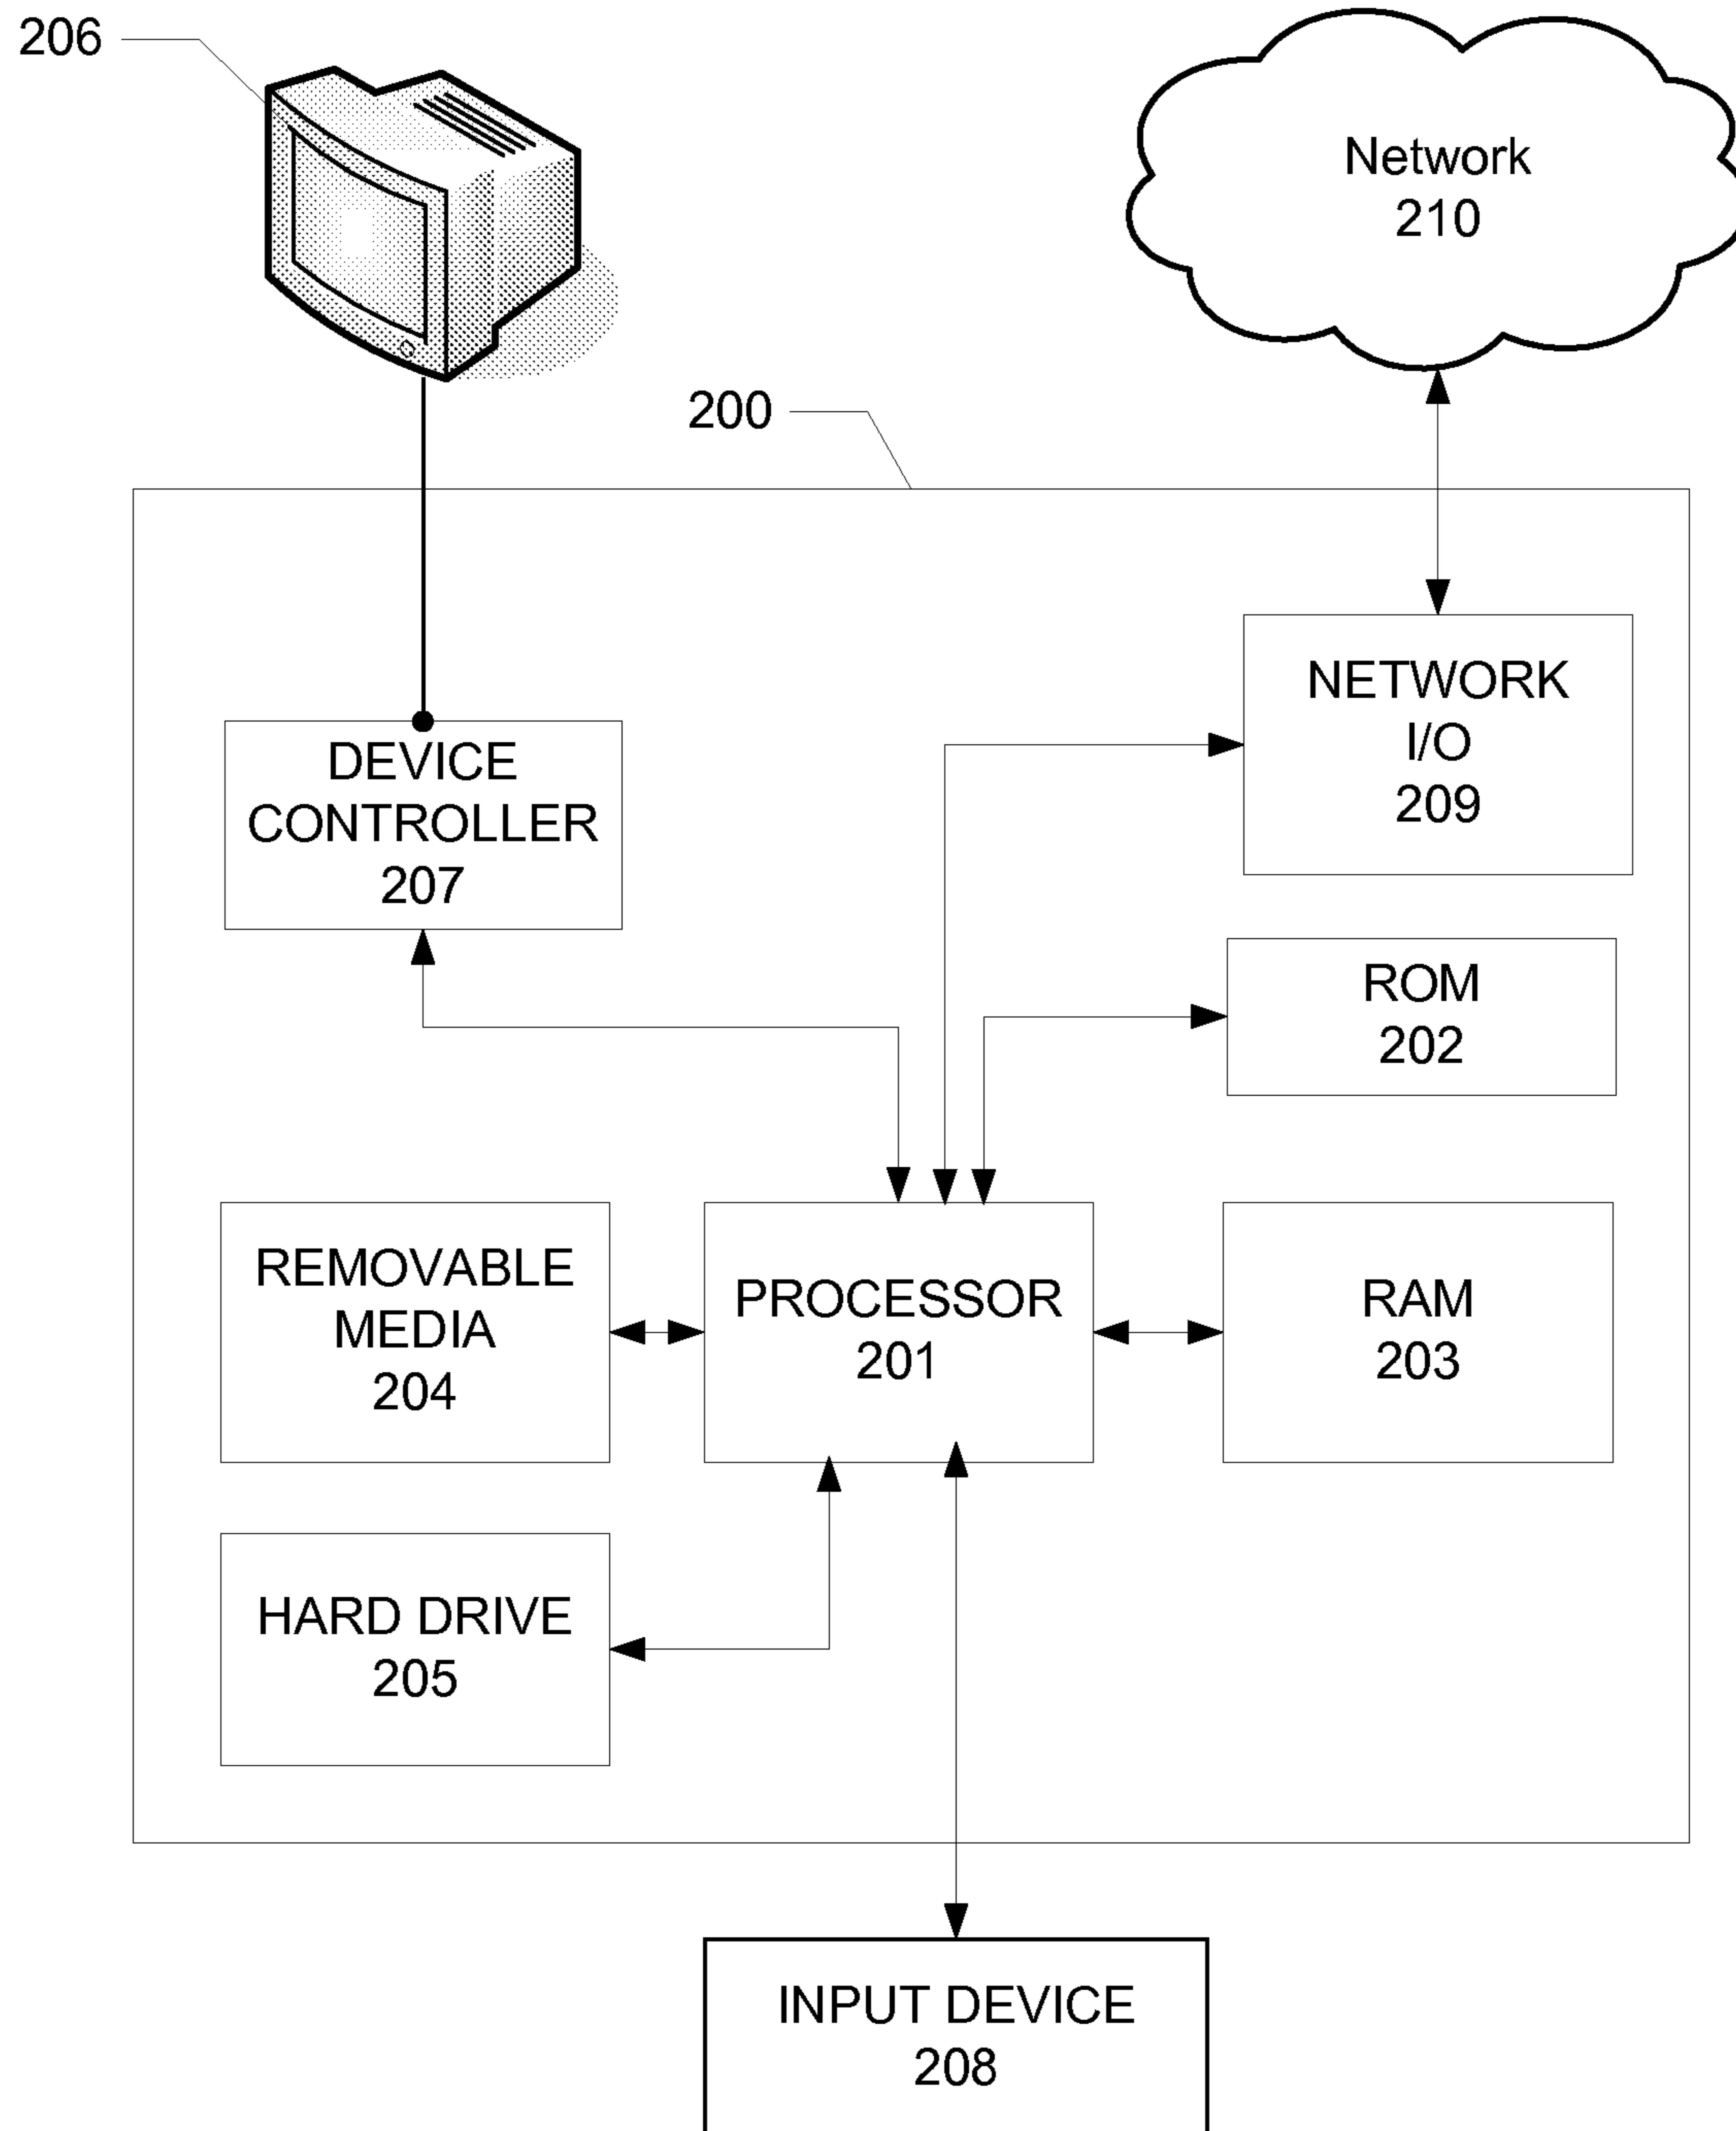 206
Network
210
200
NETWORK
I/O
209
DEVICE
CONTROLLER
207
ROM
202
REMOVABLE
MEDIA
204
PROCESSOR
201
RAM
203
HARD DRIVE
205
INPUT DEVICE
208